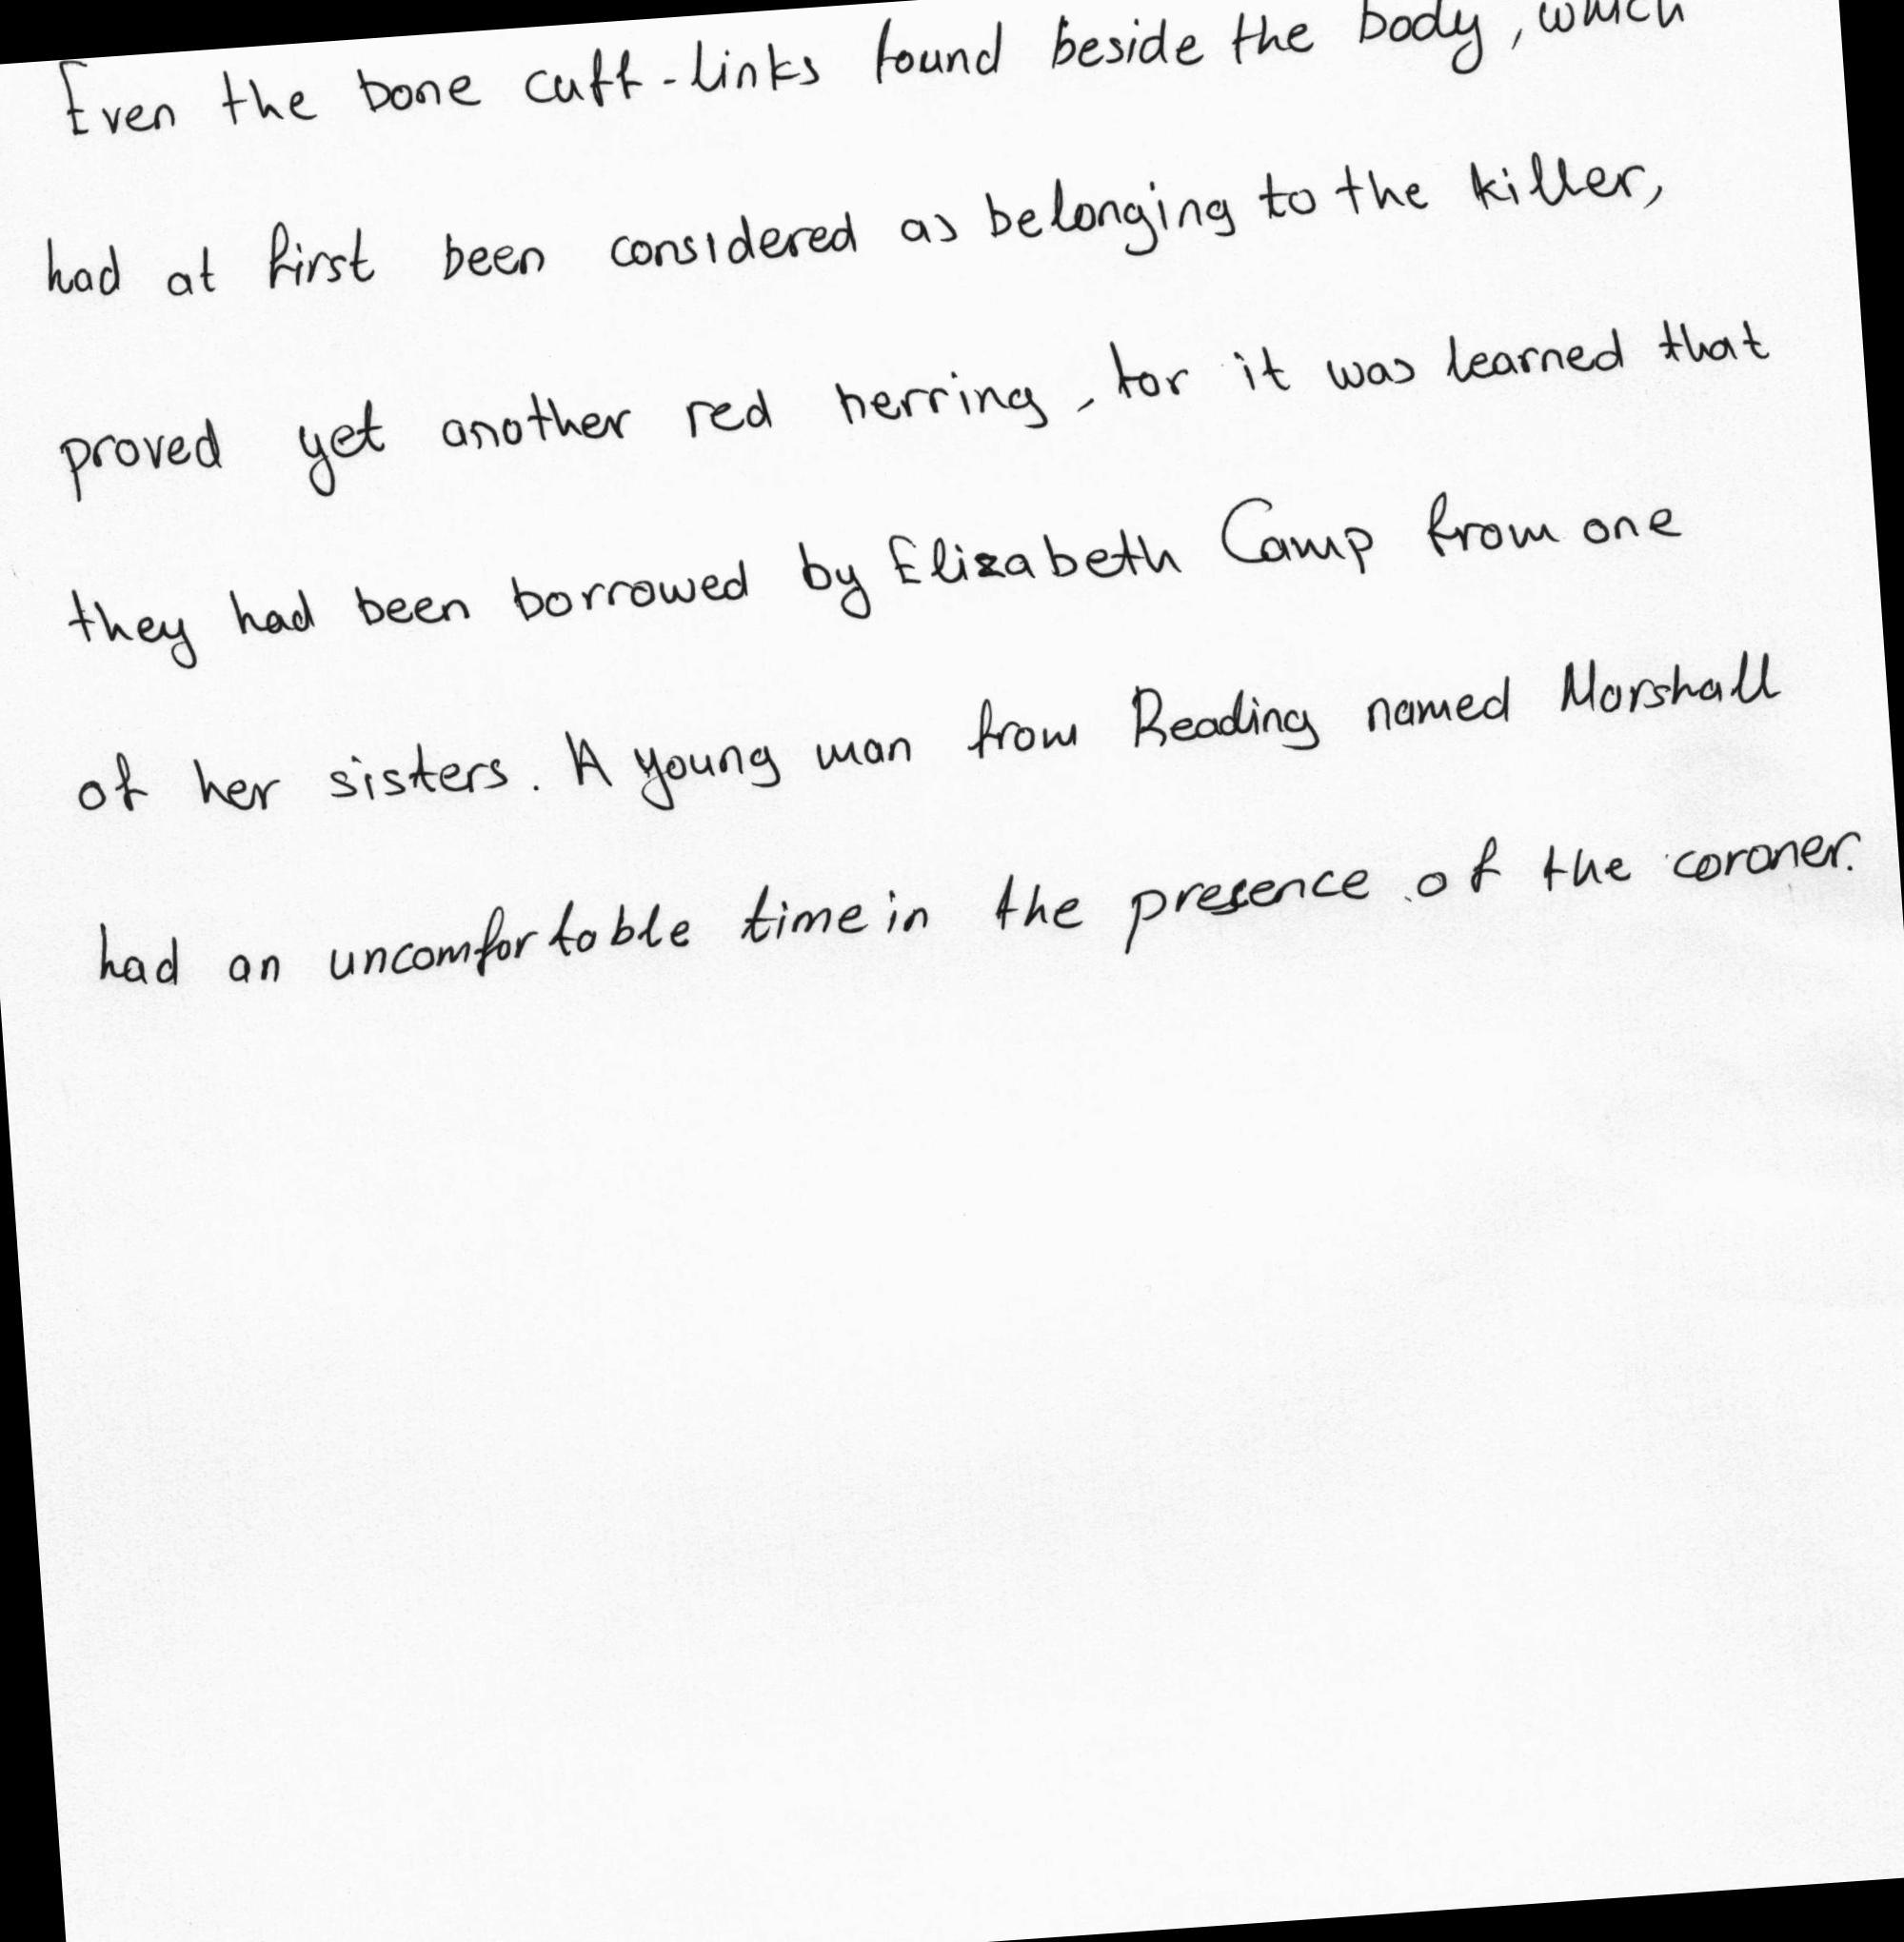 Even the bone cuff-links found beside the body, which
had at first been considered as belonging to the killer,
proved yet another red herring, for it was learned that
they had been borrowed by Elizabeth Camp from one
of her sisters. A young man from Reading named Marshall
had an uncomfortable time in the presence of the coroner.